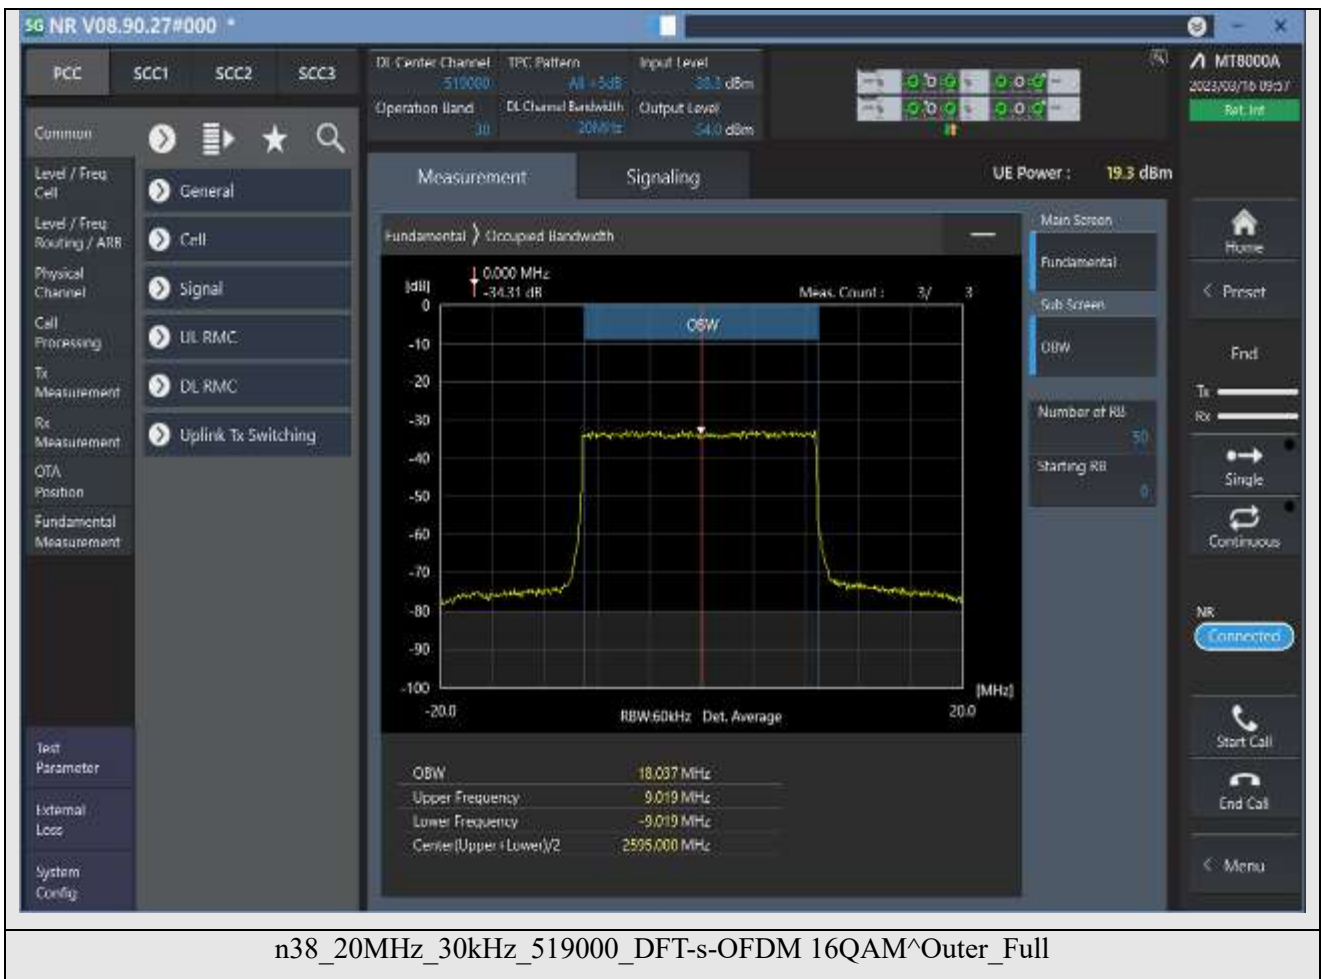 5G NR V08.90.27#000 *
PCC SCC1 SCC2 SCC3
DL Center Channel TPC Pattern Input Level
519000 All +3dB dBm
Operation Band DL Channel Bandwidth Output Level
20MHz -54.0 dBm
MT8000A
2023/03/16 09:57
Ref. Int
Common
Level / Freq
Cell
Level / Freq
Routing / ARB
Physical
Channel
Call
Processing
Tx
Measurement
Rx
Measurement
OTA
Position
Fundamental
Measurement
Test
Parameter
External
Loss
System
Config
General
Cell
Signal
UL RMC
DL RMC
Uplink Tx Switching
Measurement Signaling
UE Power : 19.3 dBm
Fundamental 〉 Occupied Bandwidth
0.000 MHz
-34.31 dB
Meas. Count : 3/ 3
[dB]
OBW
0
-10
-20
-30
-40
-50
-60
-70
-80
-90
-100
[MHz]
-20.0 20.0
RBW:60kHz Det. Average
OBW 18.037 MHz
Upper Frequency 9.019 MHz
Lower Frequency -9.019 MHz
Center(Upper+Lower)/2 2595.000 MHz
Main Screen
Fundamental
Sub Screen
OBW
Number of RB
50
Starting RB
0
Home
< Preset
End
Tx
Rx
Single
Continuous
NR
Connected
Start Call
End Call
< Menu
n38_20MHz_30kHz_519000_DFT-s-OFDM 16QAM^Outer_Full